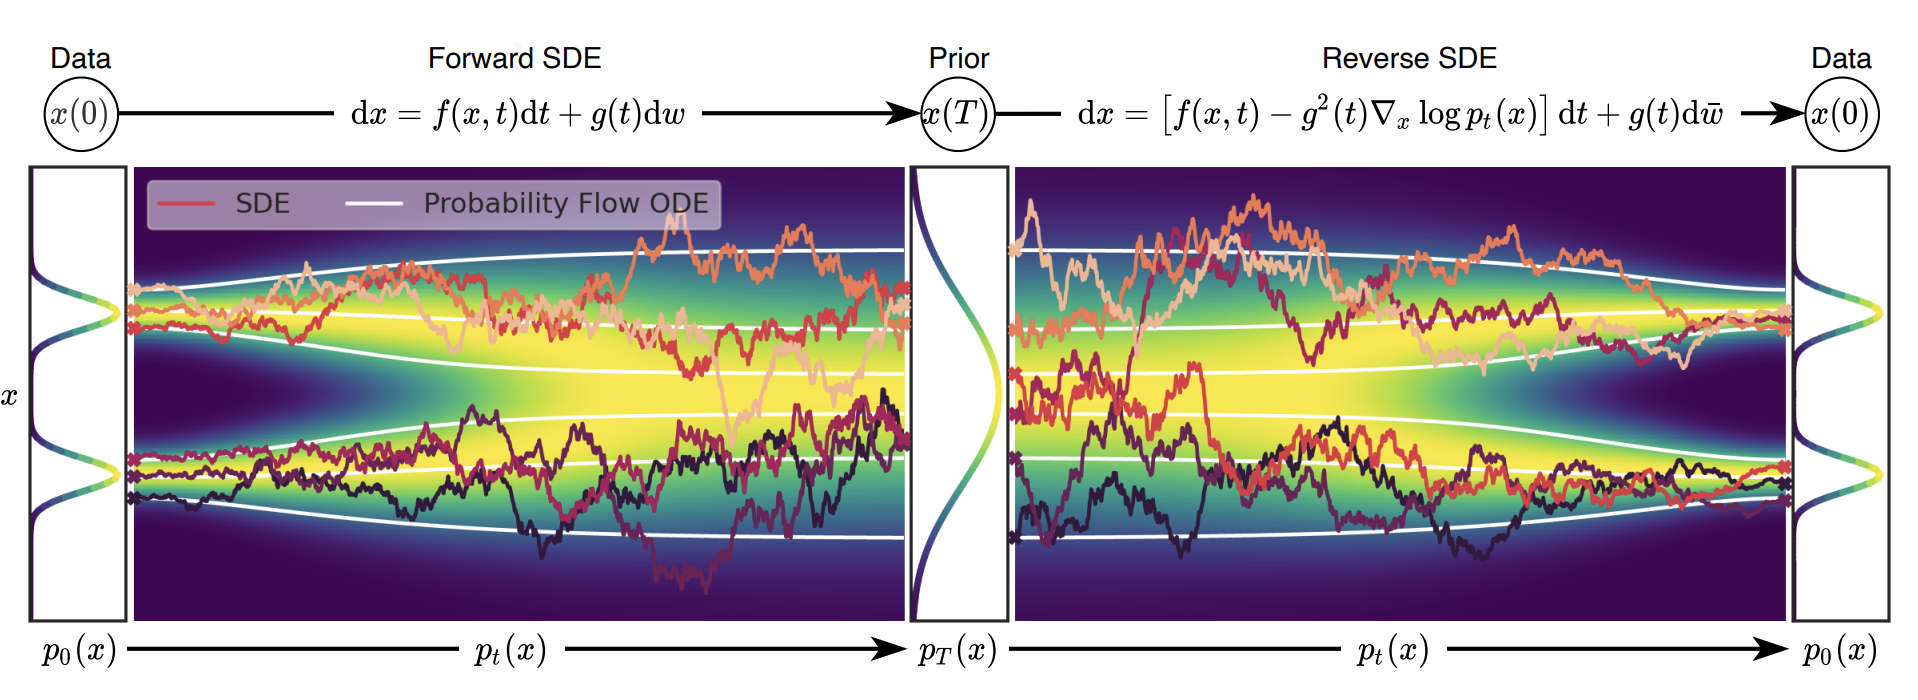 Data Forward SDE Prior Reverse SDE Data
x(0) dx = f(x, t)dt + g(t)dw x(T) dx = [f(x, t) − g²(t)∇ₓ log pₜ(x)] dt + g(t)dw̄ x(0)
SDE Probability Flow ODE
x
p₀(x) pₜ(x) p_T(x) pₜ(x) p₀(x)